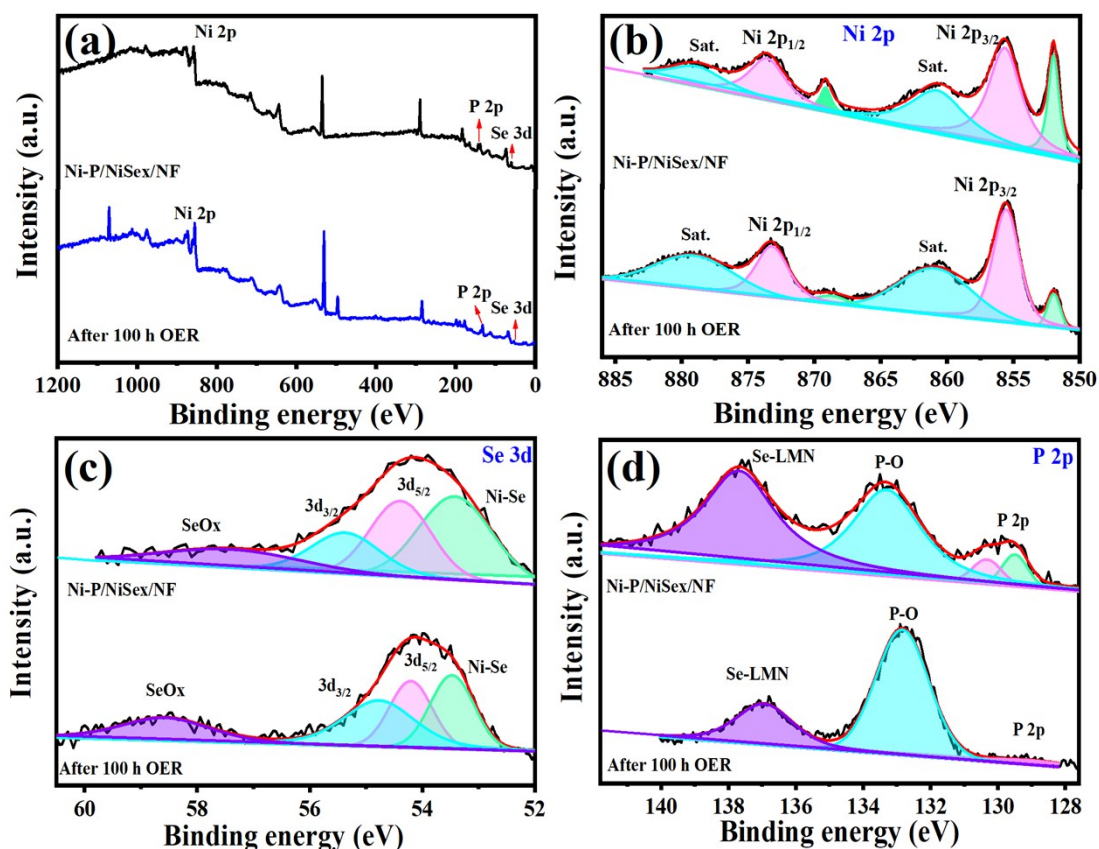 (a)
Ni 2p
P 2p
Se 3d
Ni-P/NiSex/NF
Ni 2p
P 2p
Se 3d
After 100 h OER
Intensity (a.u.)
1200 1000 800 600 400 200 0
Binding energy (eV)
(b)
Ni 2p
Sat.
Ni 2p1/2
Sat.
Ni 2p3/2
Ni-P/NiSex/NF
Sat.
Ni 2p1/2
Sat.
Ni 2p3/2
After 100 h OER
Intensity (a.u.)
885 880 875 870 865 860 855 850
Binding energy (eV)
(c)
Se 3d
SeOx
3d3/2
3d5/2
Ni-Se
Ni-P/NiSex/NF
SeOx
3d3/2
3d5/2
Ni-Se
After 100 h OER
Intensity (a.u.)
60 58 56 54 52
Binding energy (eV)
(d)
P 2p
Se-LMN
P-O
P 2p
Ni-P/NiSex/NF
Se-LMN
P-O
P 2p
After 100 h OER
Intensity (a.u.)
140 138 136 134 132 130 128
Binding energy (eV)